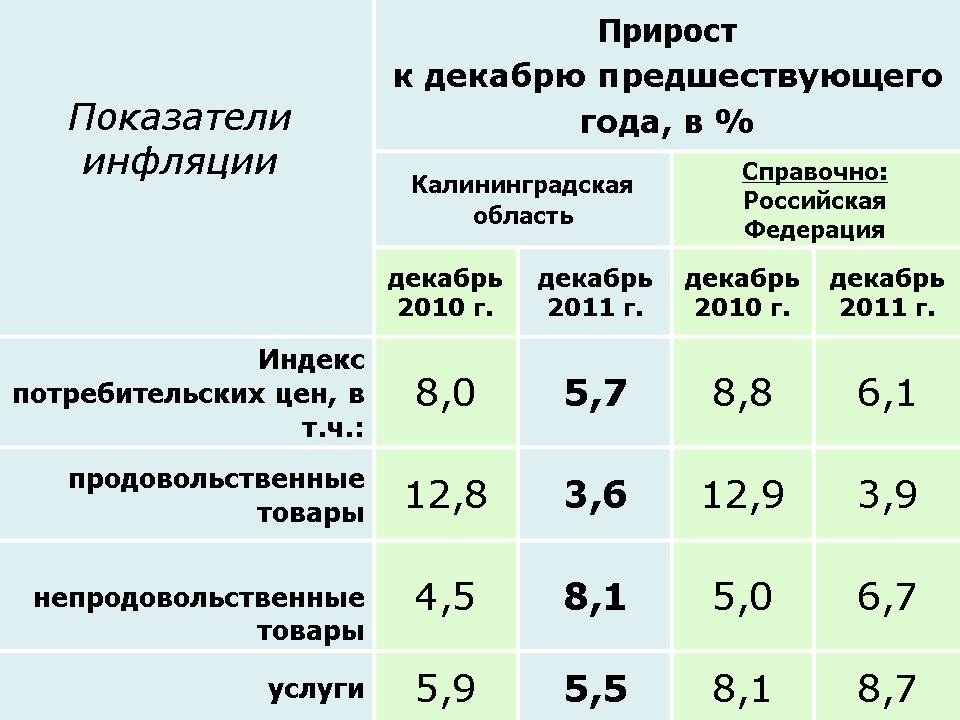 Показатели
инфляции
Прирост
к декабрю предшествующего
года, в %
Калининградская
область
Справочно:
Российская
Федерация
декабрь
2010 г.
декабрь
2011 г.
декабрь
2010 г.
декабрь
2011 г.
Индекс
потребительских цен, в
т.ч.:
8,0
5,7
8,8
6,1
продовольственные
товары
12,8
3,6
12,9
3,9
непродовольственные
товары
4,5
8,1
5,0
6,7
услуги
5,9
5,5
8,1
8,7